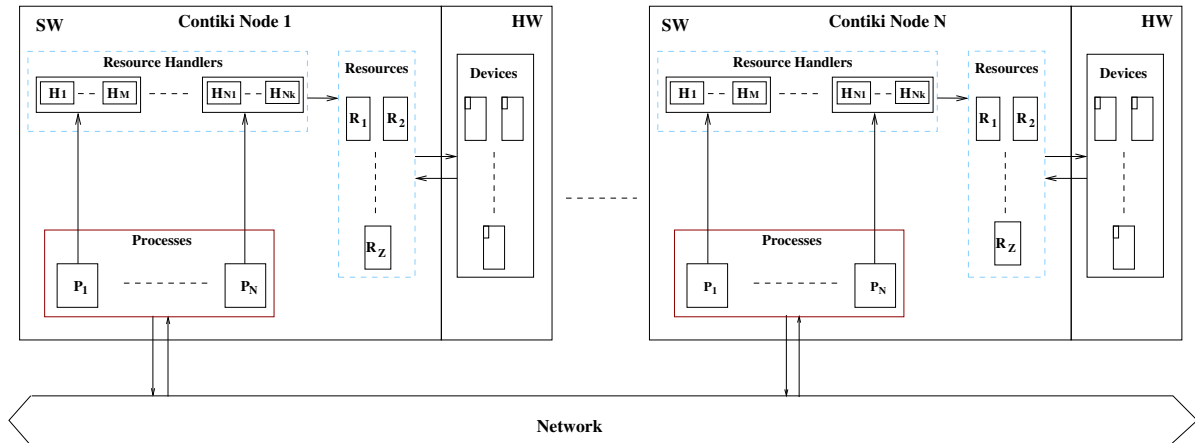 SW Contiki Node 1 HW
Resource Handlers
H1 HM HN1 HNk
Resources
R1 R2
RZ
Devices
Processes
P1 PN
SW Contiki Node N HW
Resource Handlers
H1 HM HN1 HNk
Resources
R1 R2
RZ
Devices
Processes
P1 PN
Network